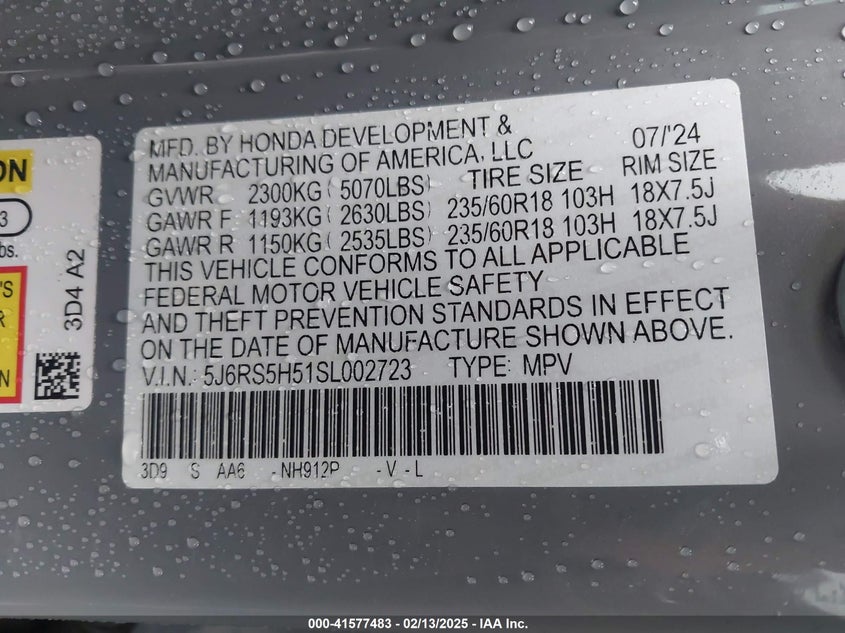 MFD. BY HONDA DEVELOPMENT & 07/'24
MANUFACTURING OF AMERICA, LLC
TIRE SIZE RIM SIZE
GVWR 2300KG( 5070LBS)
GAWR F 1193KG( 2630LBS) 235/60R18 103H 18X7.5J
GAWR R 1150KG( 2535LBS) 235/60R18 103H 18X7.5J
THIS VEHICLE CONFORMS TO ALL APPLICABLE
FEDERAL MOTOR VEHICLE SAFETY
AND THEFT PREVENTION STANDARDS IN EFFECT
ON THE DATE OF MANUFACTURE SHOWN ABOVE.
V.I.N.: 5J6RS5H51SL002723 TYPE: MPV
3D9 S AA6 -NH912P -V-L
ON
3
bs.
'S
R
N
3D4 A2
000-41577483 - 02/13/2025 - IAA Inc.